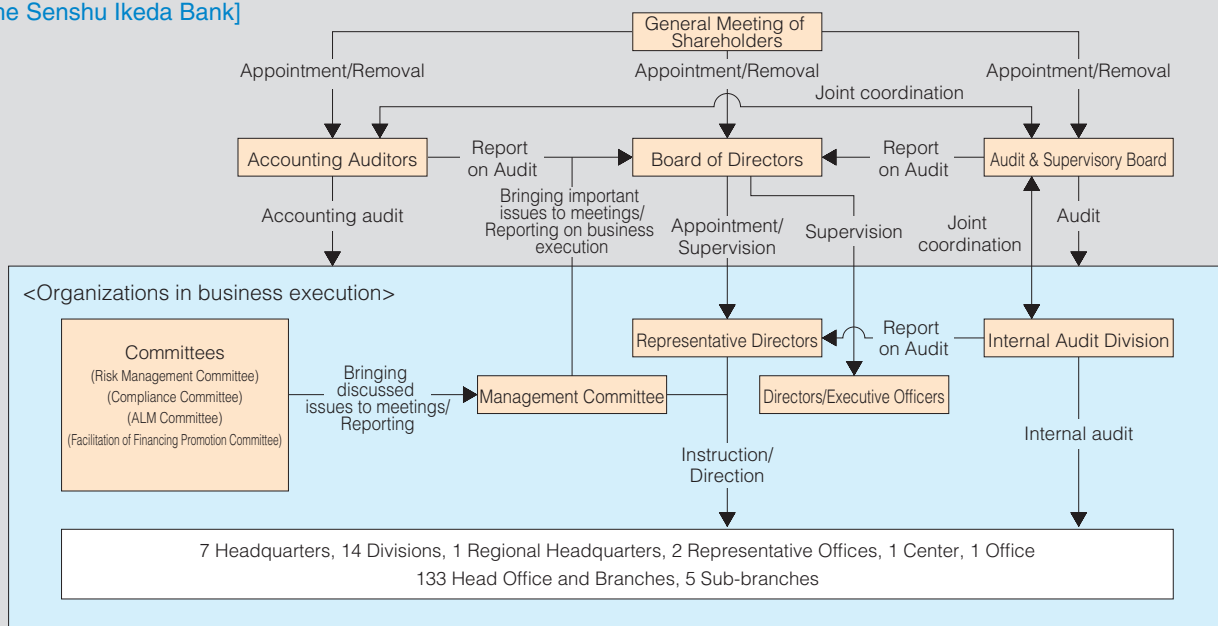 ne Senshu Ikeda Bank]
General Meeting of
Shareholders
Appointment/Removal
Appointment/Removal
Appointment/Removal
Joint coordination
Accounting Auditors
Report
on Audit
Board of Directors
Report
on Audit
Audit & Supervisory Board
Bringing important
issues to meetings/
Reporting on business
execution
Accounting audit
Appointment/
Supervision
Supervision
Joint
coordination
Audit
<Organizations in business execution>
Committees
(Risk Management Committee)
(Compliance Committee)
(ALM Committee)
(Facilitation of Financing Promotion Committee)
Bringing
discussed
issues to meetings/
Reporting
Management Committee
Representative Directors
Report
on Audit
Internal Audit Division
Directors/Executive Officers
Instruction/
Direction
Internal audit
7 Headquarters, 14 Divisions, 1 Regional Headquarters, 2 Representative Offices, 1 Center, 1 Office
133 Head Office and Branches, 5 Sub-branches